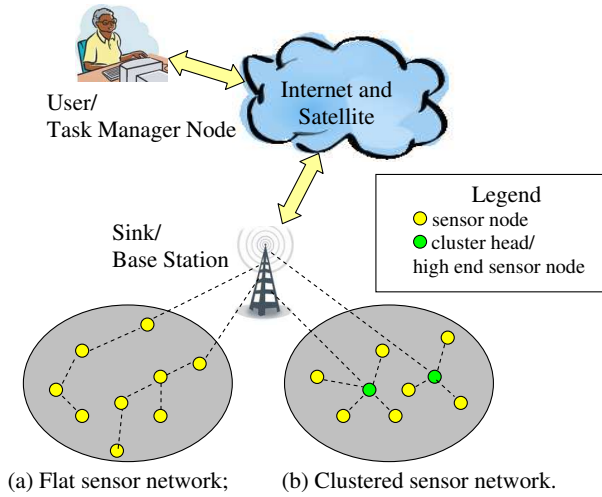 User/
Task Manager Node
Internet and
Satellite
Sink/
Base Station
Legend
sensor node
cluster head/
high end sensor node
(a) Flat sensor network;
(b) Clustered sensor network.